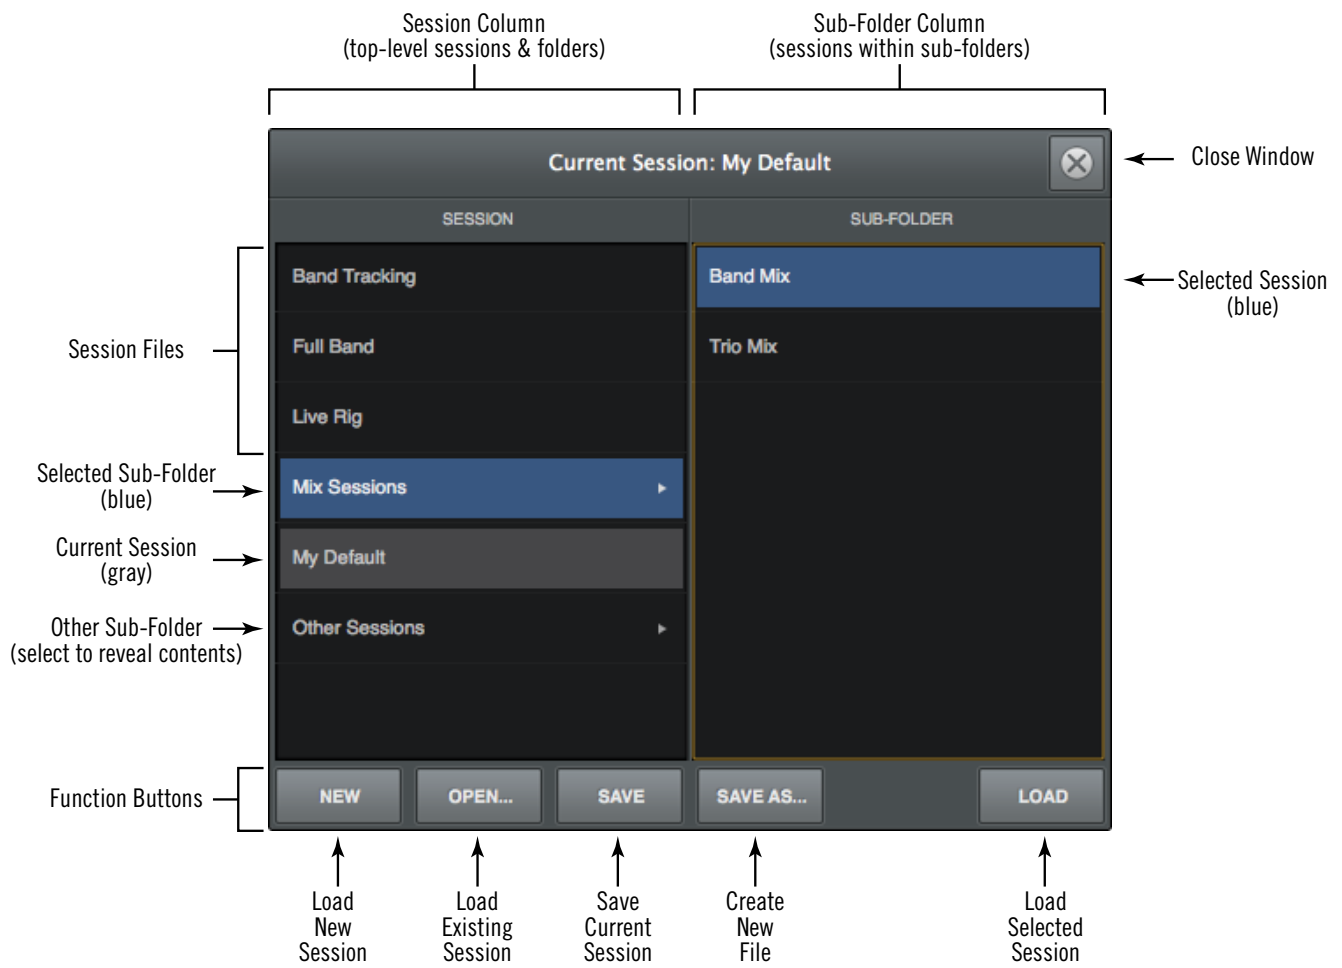 Session Column
(top-level sessions & folders)
Sub-Folder Column
(sessions within sub-folders)
Current Session: My Default
Close Window
SESSION
SUB-FOLDER
Session Files
Band Tracking
Full Band
Live Rig
Band Mix
Trio Mix
Selected Session
(blue)
Selected Sub-Folder
(blue)
Mix Sessions
Current Session
(gray)
My Default
Other Sub-Folder
(select to reveal contents)
Other Sessions
Function Buttons
NEW
OPEN...
SAVE
SAVE AS...
LOAD
Load
New
Session
Load
Existing
Session
Save
Current
Session
Create
New
File
Load
Selected
Session